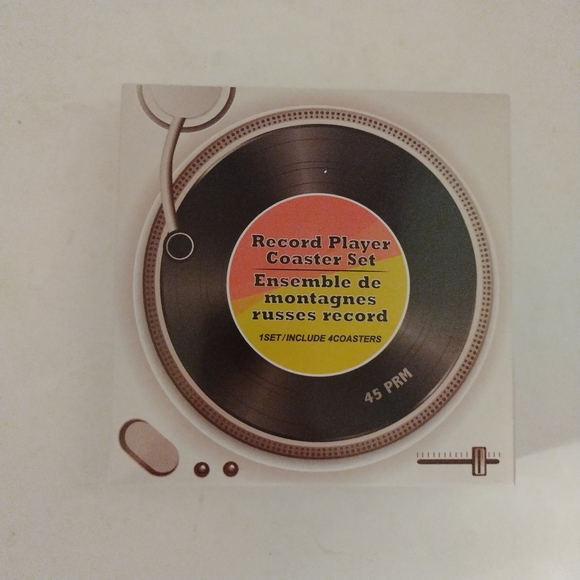 Record Player
Coaster Set
Ensemble de
montagnes
russes record
1SET/INCLUDE 4COASTERS
45 PRM